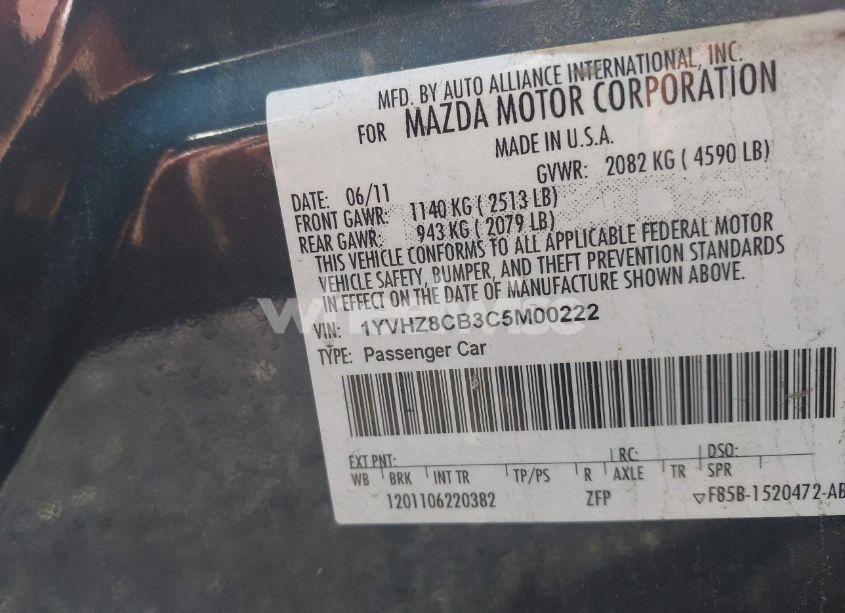 MFD. BY AUTO ALLIANCE INTERNATIONAL, INC.
FOR MAZDA MOTOR CORPORATION
MADE IN U.S.A.
DATE: 06/11 GVWR: 2082 KG ( 4590 LB)
FRONT GAWR: 1140 KG ( 2513 LB)
REAR GAWR: 943 KG ( 2079 LB)
THIS VEHICLE CONFORMS TO ALL APPLICABLE FEDERAL MOTOR
VEHICLE SAFETY, BUMPER, AND THEFT PREVENTION STANDARDS
IN EFFECT ON THE DATE OF MANUFACTURE SHOWN ABOVE.
VIN: 1YVHZ8CB3C5M00222
TYPE: Passenger Car
EXT PNT: RC: DSO:
WB BRK INT TR TP/PS R AXLE TR SPR
1201106220382 ZFP ▽F85B-1520472-AB